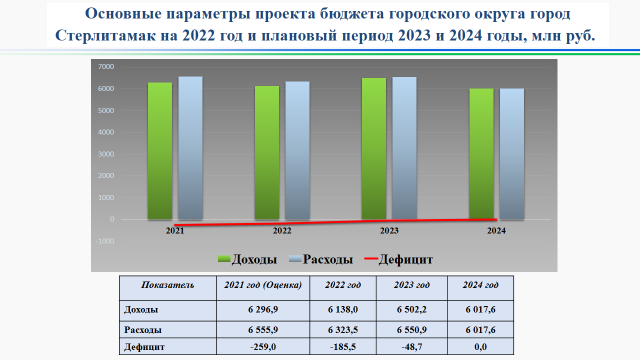 Основные параметры проекта бюджета городского округа город
Стерлитамак на 2022 год и плановый период 2023 и 2024 годы, млн руб.
7000
6000
5000
4000
3000
2000
1000
0
-1000
2021 2022 2023 2024
Доходы Расходы Дефицит
Показатель 2021 год (Оценка) 2022 год 2023 год 2024 год
Доходы 6 296,9 6 138,0 6 502,2 6 017,6
Расходы 6 555,9 6 323,5 6 550,9 6 017,6
Дефицит -259,0 -185,5 -48,7 0,0